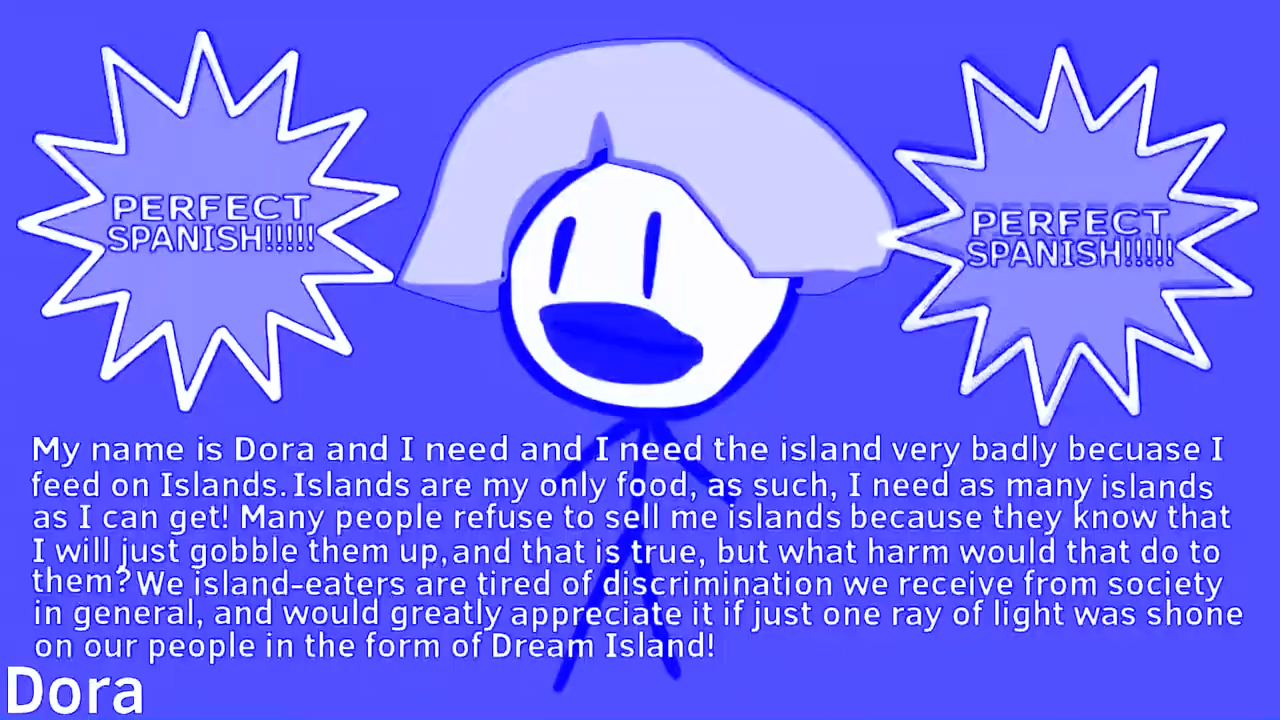 PERFECT
SPANISH!!!!!
PERFECT
SPANISH!!!!!
My name is Dora and I need and I need the island very badly becuase I
feed on Islands. Islands are my only food, as such, I need as many islands
as I can get! Many people refuse to sell me islands because they know that
I will just gobble them up, and that is true, but what harm would that do to
them? We island-eaters are tired of discrimination we receive from society
in general, and would greatly appreciate it if just one ray of light was shone
on our people in the form of Dream Island!
Dora